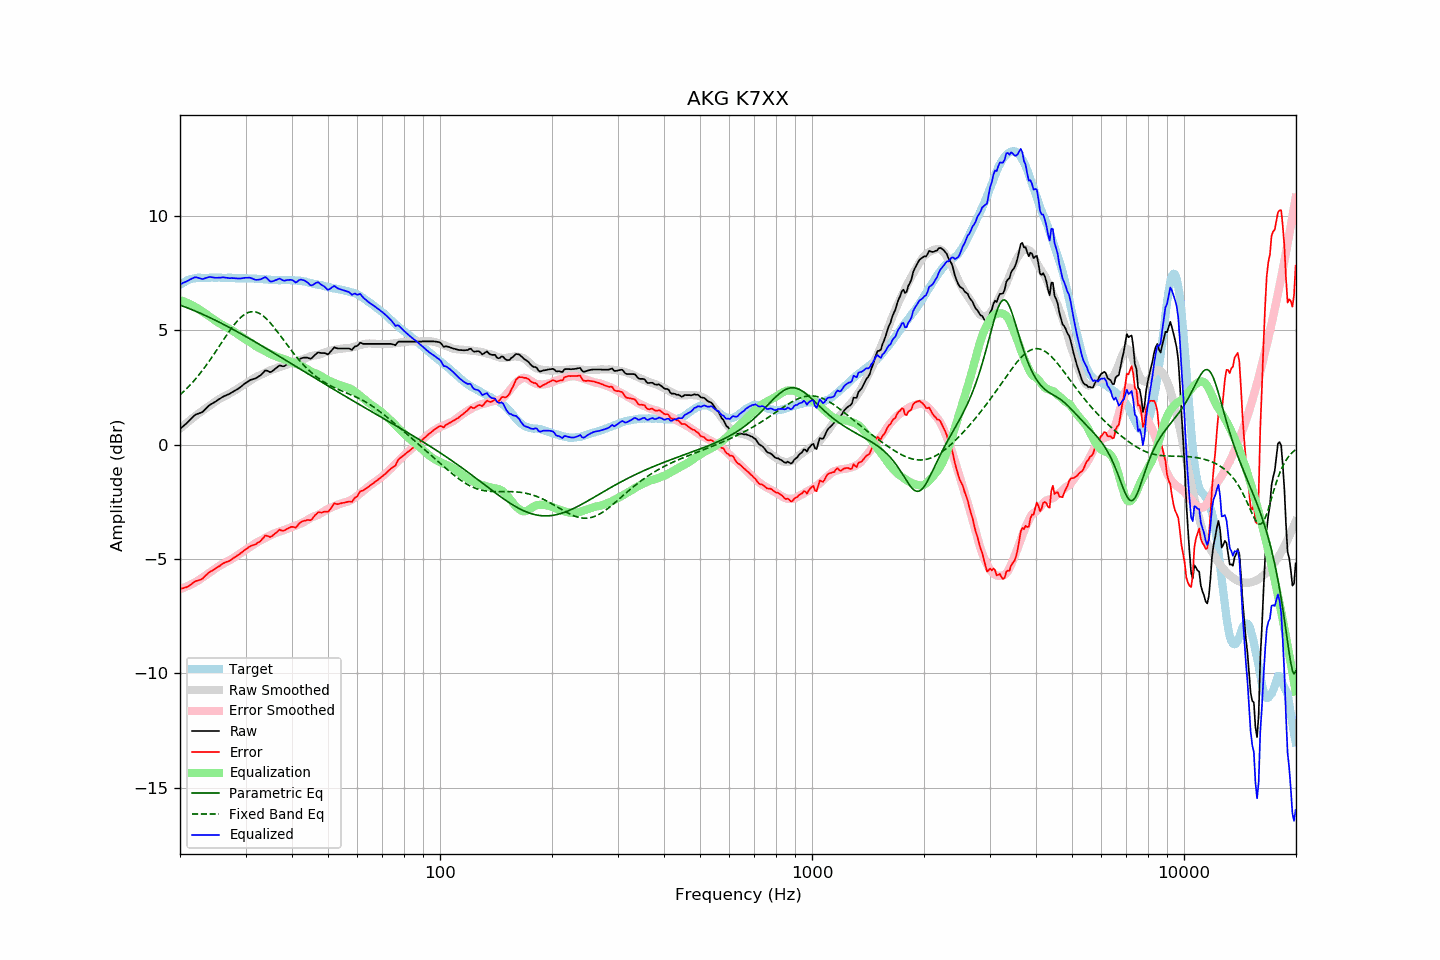 AKG K7XX
Amplitude (dBr)
10
5
0
−5
−10
−15
Target
Raw Smoothed
Error Smoothed
Raw
Error
Equalization
Parametric Eq
Fixed Band Eq
Equalized
100
1000
10000
Frequency (Hz)